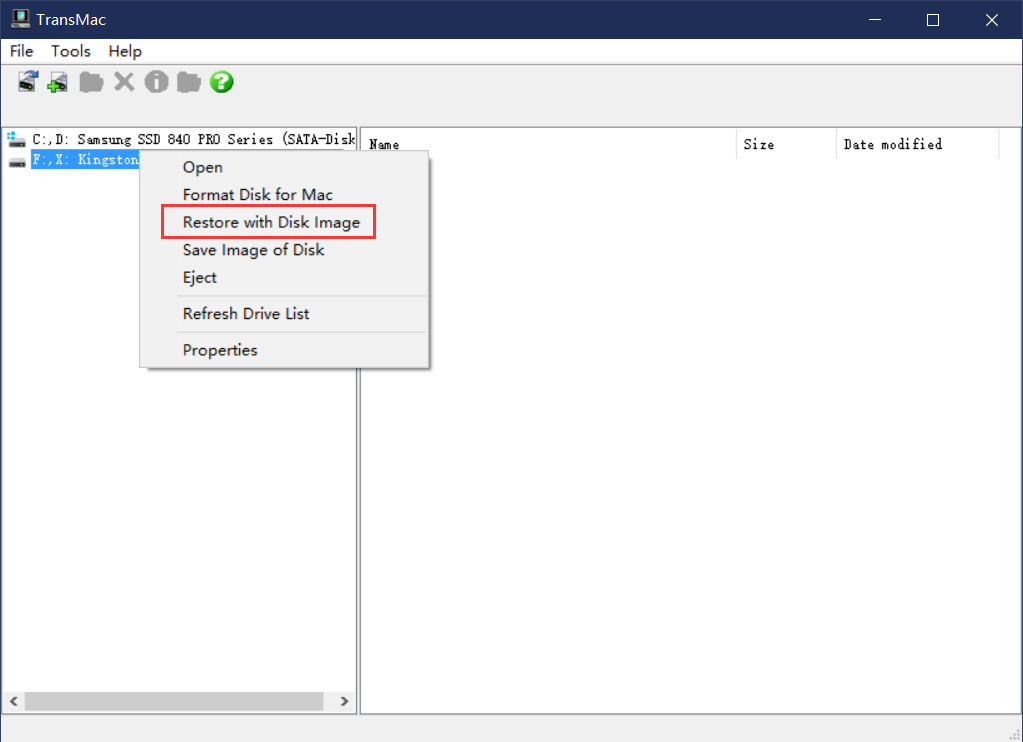 TransMac
File Tools Help
C:,D: Samsung SSD 840 PRO Series (SATA-Disk
F:,X: Kingston
Name Size Date modified
Open
Format Disk for Mac
Restore with Disk Image
Save Image of Disk
Eject
Refresh Drive List
Properties